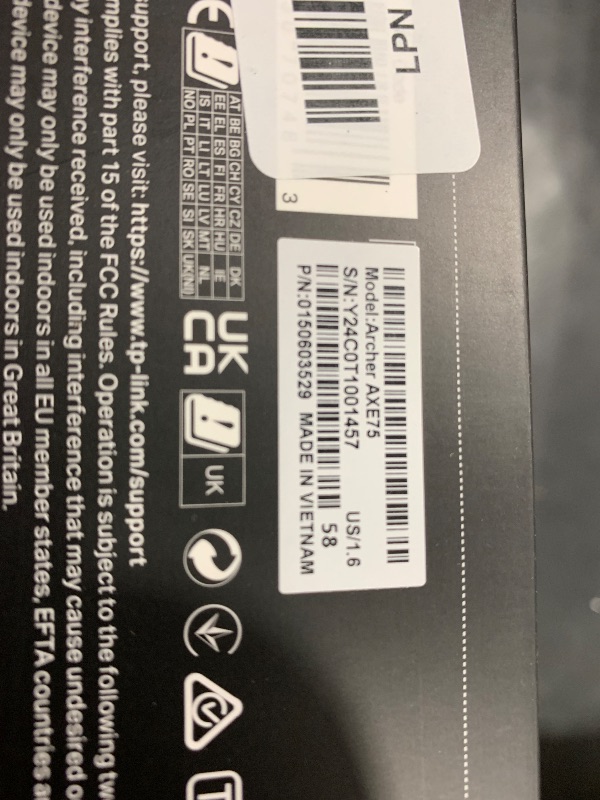 LPN
3
Model:Archer AXE75
US/1.6
S/N:Y24C0T1001457
58
P/N:0150603529 MADE IN VIETNAM
AT BE BG CH CY CZ DE DK
EE EL ES FI FR HR HU IE
IS IT LI LT LU LV MT NL
NO PL PT RO SE SI SK UK(NI)
CE
UK
CA
UK
support, please visit: https://www.tp-link.com/support
mplies with part 15 of the FCC Rules. Operation is subject to the following tw
y interference received, including interference that may cause undesired o
device may only be used indoors in all EU member states, EFTA countries a
device may only be used indoors in Great Britain.